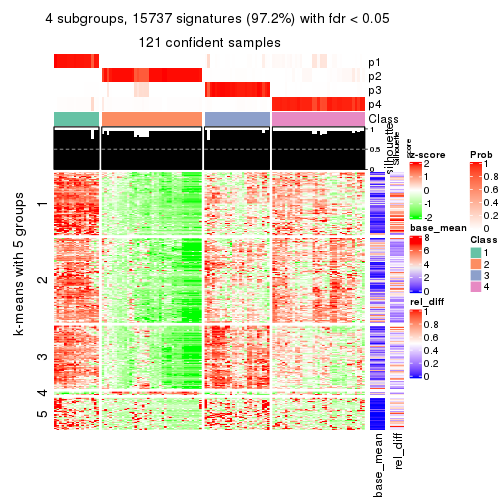 4 subgroups, 15737 signatures (97.2%) with fdr < 0.05
121 confident samples
p1
p2
p3
p4
Class
1
0.5
0
silhouette
Silhouette
score
k-means with 5 groups
1
2
3
4
5
base_mean
rel_diff
z-score
2
1
0
-1
-2
base_mean
8
6
4
2
0
rel_diff
1
0.8
0.6
0.4
0.2
0
Prob
1
0.8
0.6
0.4
0.2
0
Class
1
2
3
4